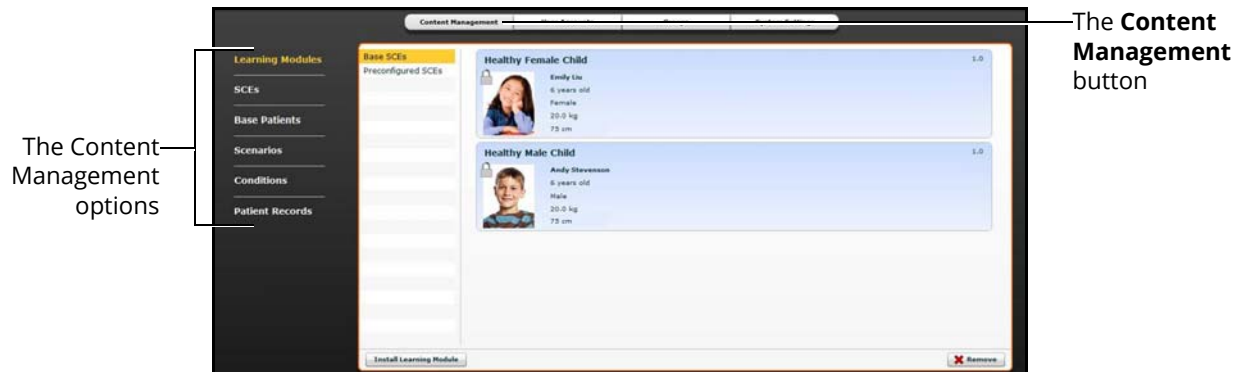 Content Management
The Content
Management
button
Learning Modules
SCEs
Base Patients
Scenarios
Conditions
Patient Records
The Content
Management
options
Base SCEs
Preconfigured SCEs
Healthy Female Child
1.0
Emily Liu
6 years old
Female
20.0 kg
75 cm
Healthy Male Child
1.0
Andy Stevenson
6 years old
Male
20.0 kg
75 cm
Install Learning Module
Remove